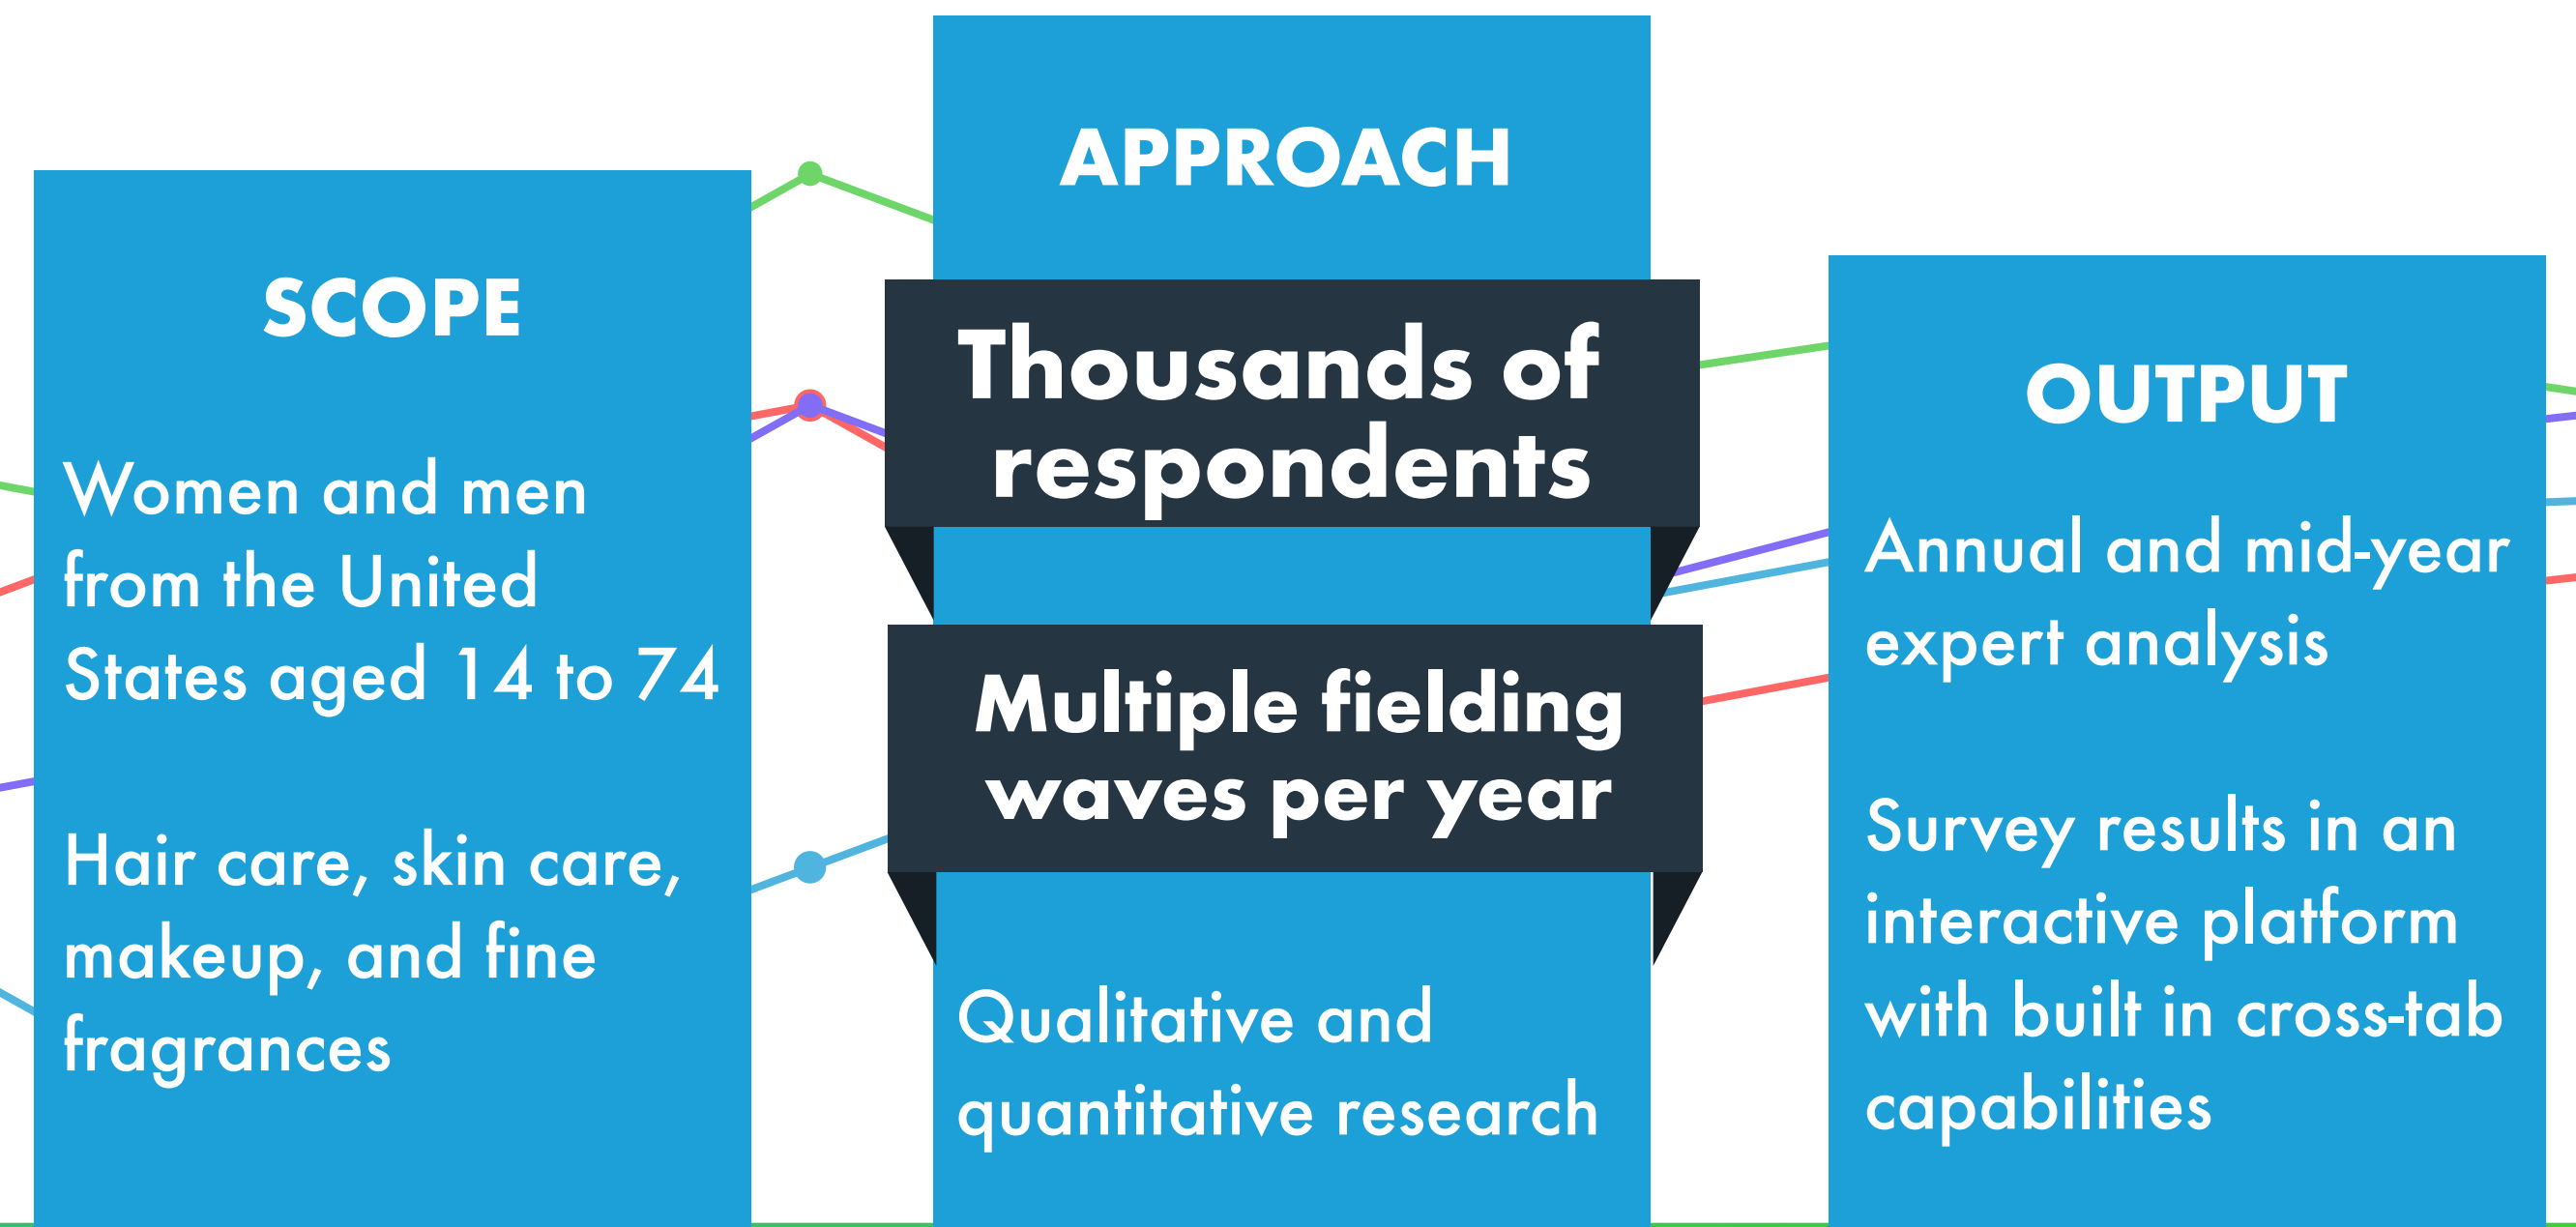 SCOPE
Women and men
from the United
States aged 14 to 74
Hair care, skin care,
makeup, and fine
fragrances
APPROACH
Thousands of
respondents
Multiple fielding
waves per year
Qualitative and
quantitative research
OUTPUT
Annual and mid-year
expert analysis
Survey results in an
interactive platform
with built in cross-tab
capabilities